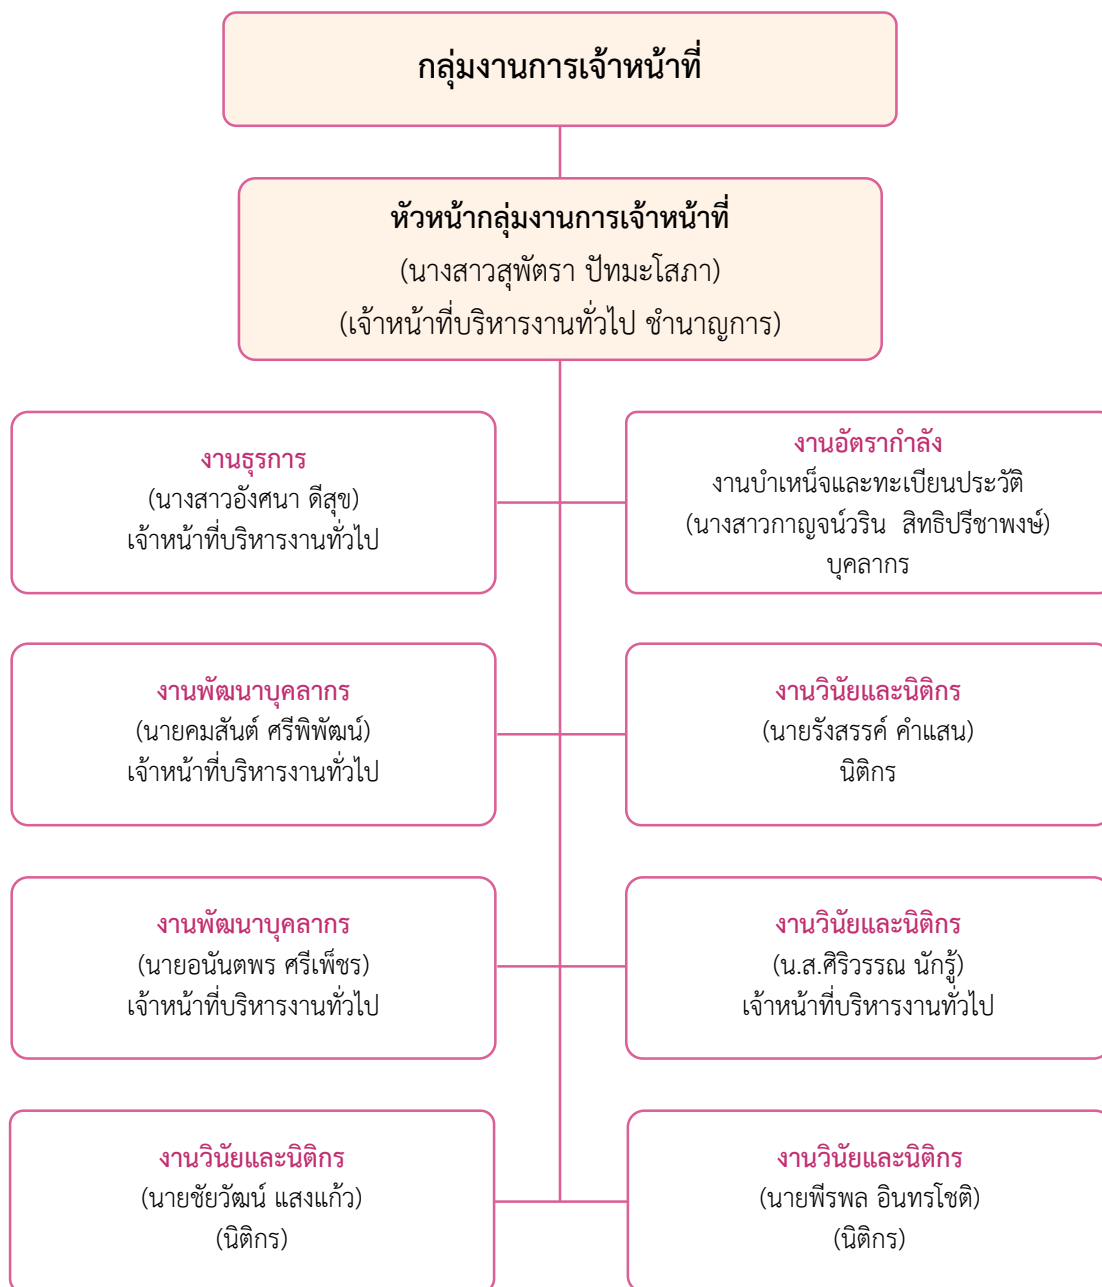 กลุ่มงานการเจ้าหน้าที่
หัวหน้ากลุ่มงานการเจ้าหน้าที่
(นางสาวสุพัตรา ปัทมะโสภา)
(เจ้าหน้าที่บริหารงานทั่วไป ชำนาญการ)
งานธุรการ
(นางสาวอังศนา ดีสุข)
เจ้าหน้าที่บริหารงานทั่วไป
งานอัตรากำลัง
งานบำเหน็จและทะเบียนประวัติ
(นางสาวกาญจน์วริน  สิทธิปรีชาพงษ์)
บุคลากร
งานพัฒนาบุคลากร
(นายคมสันต์ ศรีพิพัฒน์)
เจ้าหน้าที่บริหารงานทั่วไป
งานวินัยและนิติกร
(นายรังสรรค์ คำแสน)
นิติกร
งานพัฒนาบุคลากร
(นายอนันตพร ศรีเพ็ชร)
เจ้าหน้าที่บริหารงานทั่วไป
งานวินัยและนิติกร
(น.ส.ศิริวรรณ นักรู้)
เจ้าหน้าที่บริหารงานทั่วไป
งานวินัยและนิติกร
(นายชัยวัฒน์ แสงแก้ว)
(นิติกร)
งานวินัยและนิติกร
(นายพีรพล อินทรโชติ)
(นิติกร)